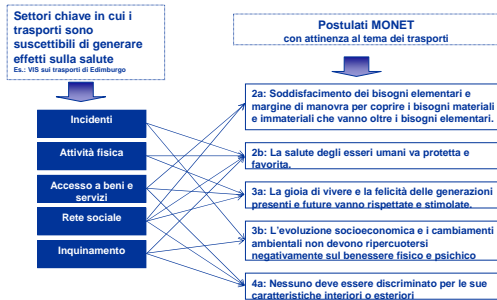 Settori chiave in cui i
trasporti sono
suscettibili di generare
effetti sulla salute
Es.: VIS sui trasporti di Edimburgo
Postulati MONET
con attinenza al tema dei trasporti
Incidenti
Attività fisica
Accesso a beni e
servizi
Rete sociale
Inquinamento
2a: Soddisfacimento dei bisogni elementari e
margine di manovra per coprire i bisogni materiali
e immateriali che vanno oltre i bisogni elementari.
2b: La salute degli esseri umani va protetta e
favorita.
3a: La gioia di vivere e la felicità delle generazioni
presenti e future vanno rispettate e stimolate.
3b: L'evoluzione socioeconomica e i cambiamenti
ambientali non devono ripercuotersi
negativamente sul benessere fisico e psichico
4a: Nessuno deve essere discriminato per le sue
caratteristiche interiori o esteriori